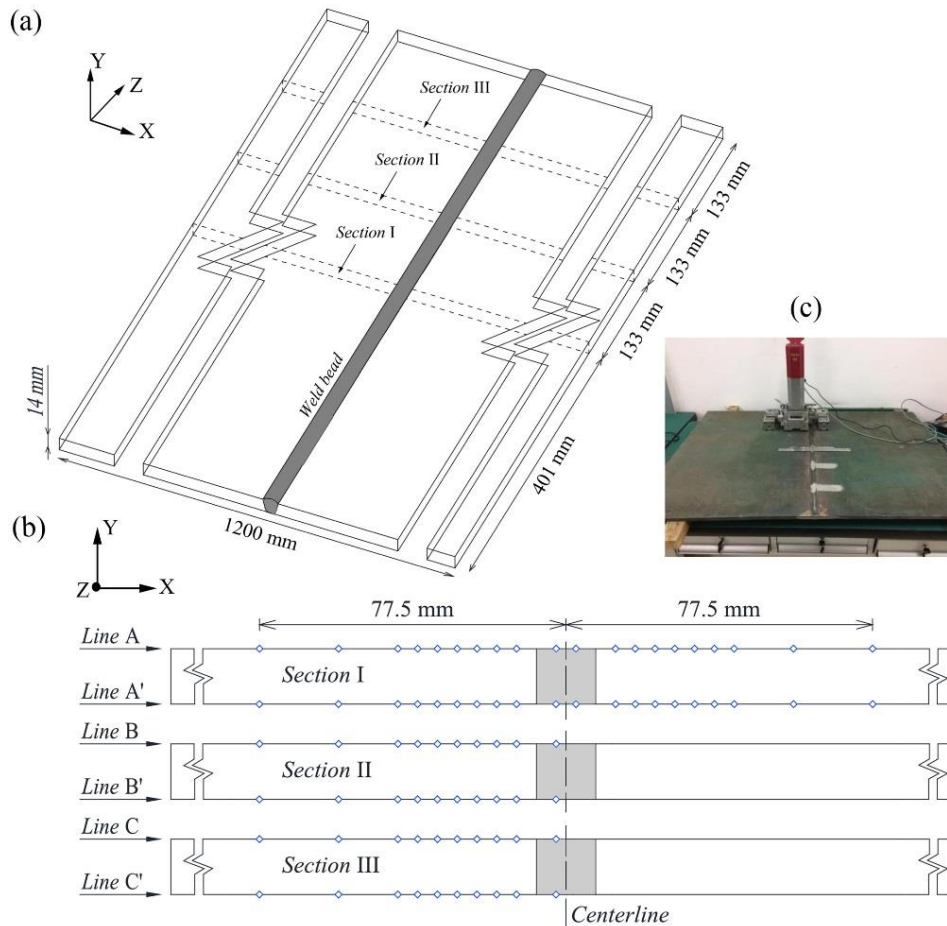 (a)
Y
Z
X
Section III
Section II
Section I
Weld bead
14 mm
1200 mm
401 mm
133 mm
133 mm
133 mm
(c)
(b)
Y
Z
X
77.5 mm
77.5 mm
Line A
Section I
Line A'
Line B
Section II
Line B'
Line C
Section III
Line C'
Centerline